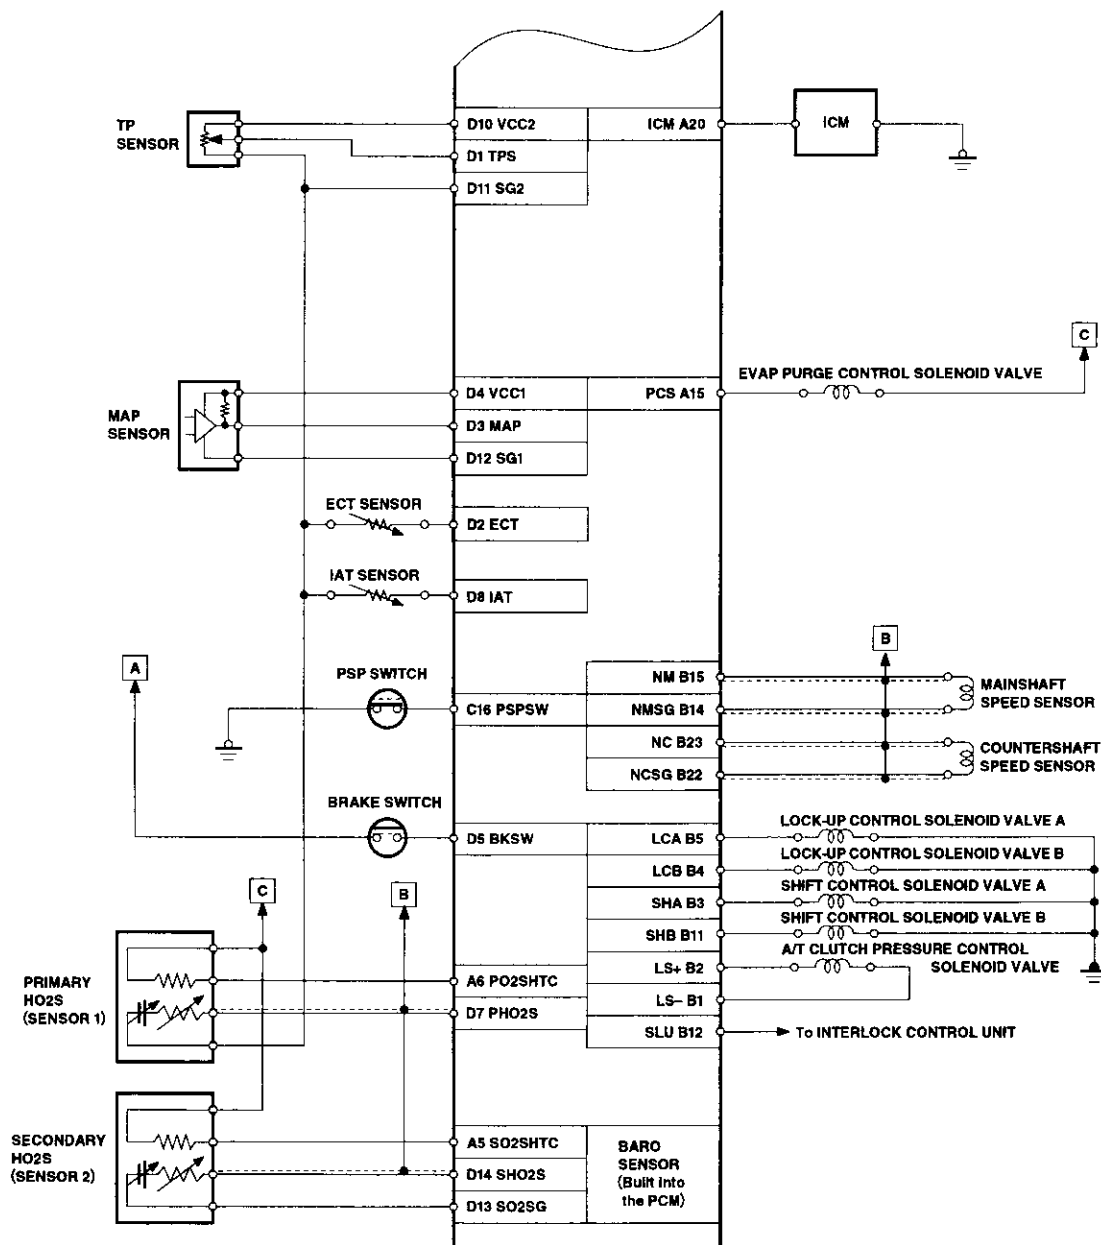 TP
SENSOR
D10 VCC2
ICM A20
ICM
D1 TPS
D11 SG2
C
EVAP PURGE CONTROL SOLENOID VALVE
MAP
SENSOR
D4 VCC1
PCS A15
D3 MAP
D12 SG1
ECT SENSOR
D2 ECT
IAT SENSOR
D8 IAT
A
B
PSP SWITCH
C16 PSPSW
NM B15
NMSG B14
NC B23
NCSG B22
MAINSHAFT
SPEED SENSOR
COUNTERSHAFT
SPEED SENSOR
BRAKE SWITCH
D5 BKSW
LCA B5
LOCK-UP CONTROL SOLENOID VALVE A
LCB B4
LOCK-UP CONTROL SOLENOID VALVE B
SHA B3
SHIFT CONTROL SOLENOID VALVE A
SHB B11
SHIFT CONTROL SOLENOID VALVE B
C
B
LS+ B2
A/T CLUTCH PRESSURE CONTROL
SOLENOID VALVE
LS– B1
SLU B12
To INTERLOCK CONTROL UNIT
PRIMARY
HO2S
(SENSOR 1)
A6 PO2SHTC
D7 PHO2S
SECONDARY
HO2S
(SENSOR 2)
A5 SO2SHTC
D14 SHO2S
D13 SO2SG
BARO
SENSOR
(Built into
the PCM)